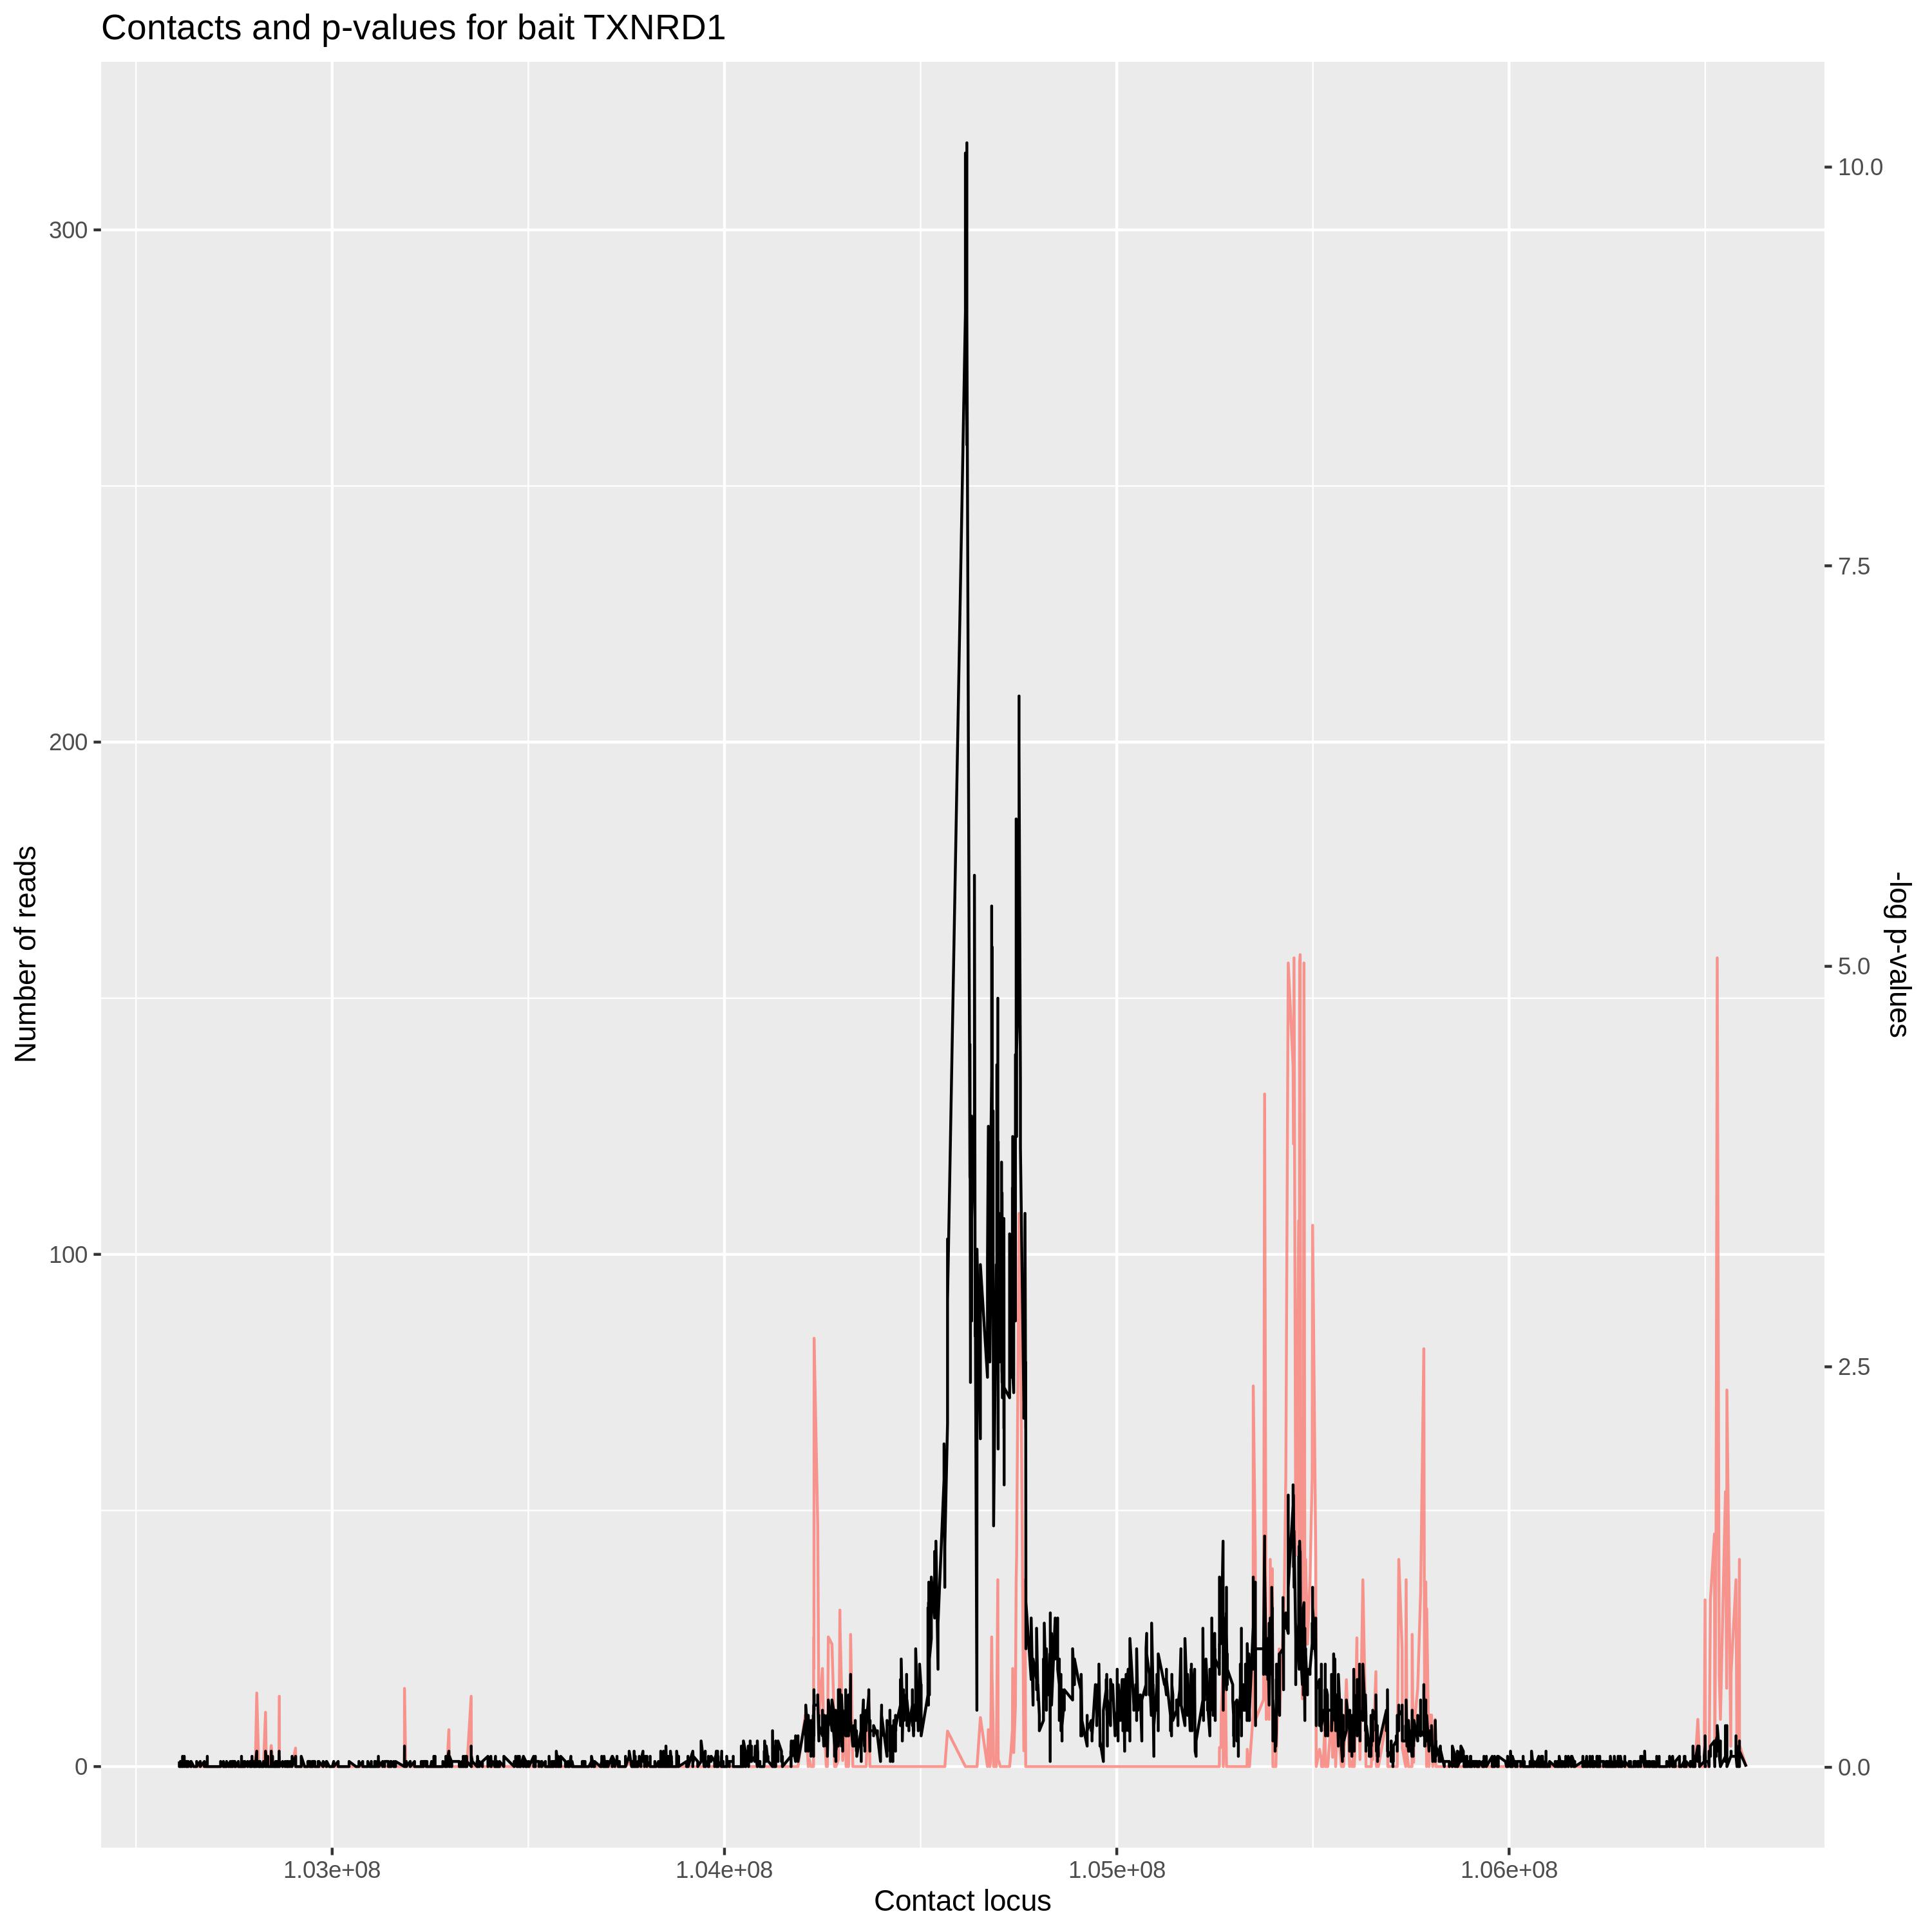 Contacts and p-values for bait TXNRD1
300
200
100
0
Number of reads
10.0
7.5
5.0
2.5
0.0
-log p-values
1.03e+08
1.04e+08
1.05e+08
1.06e+08
Contact locus